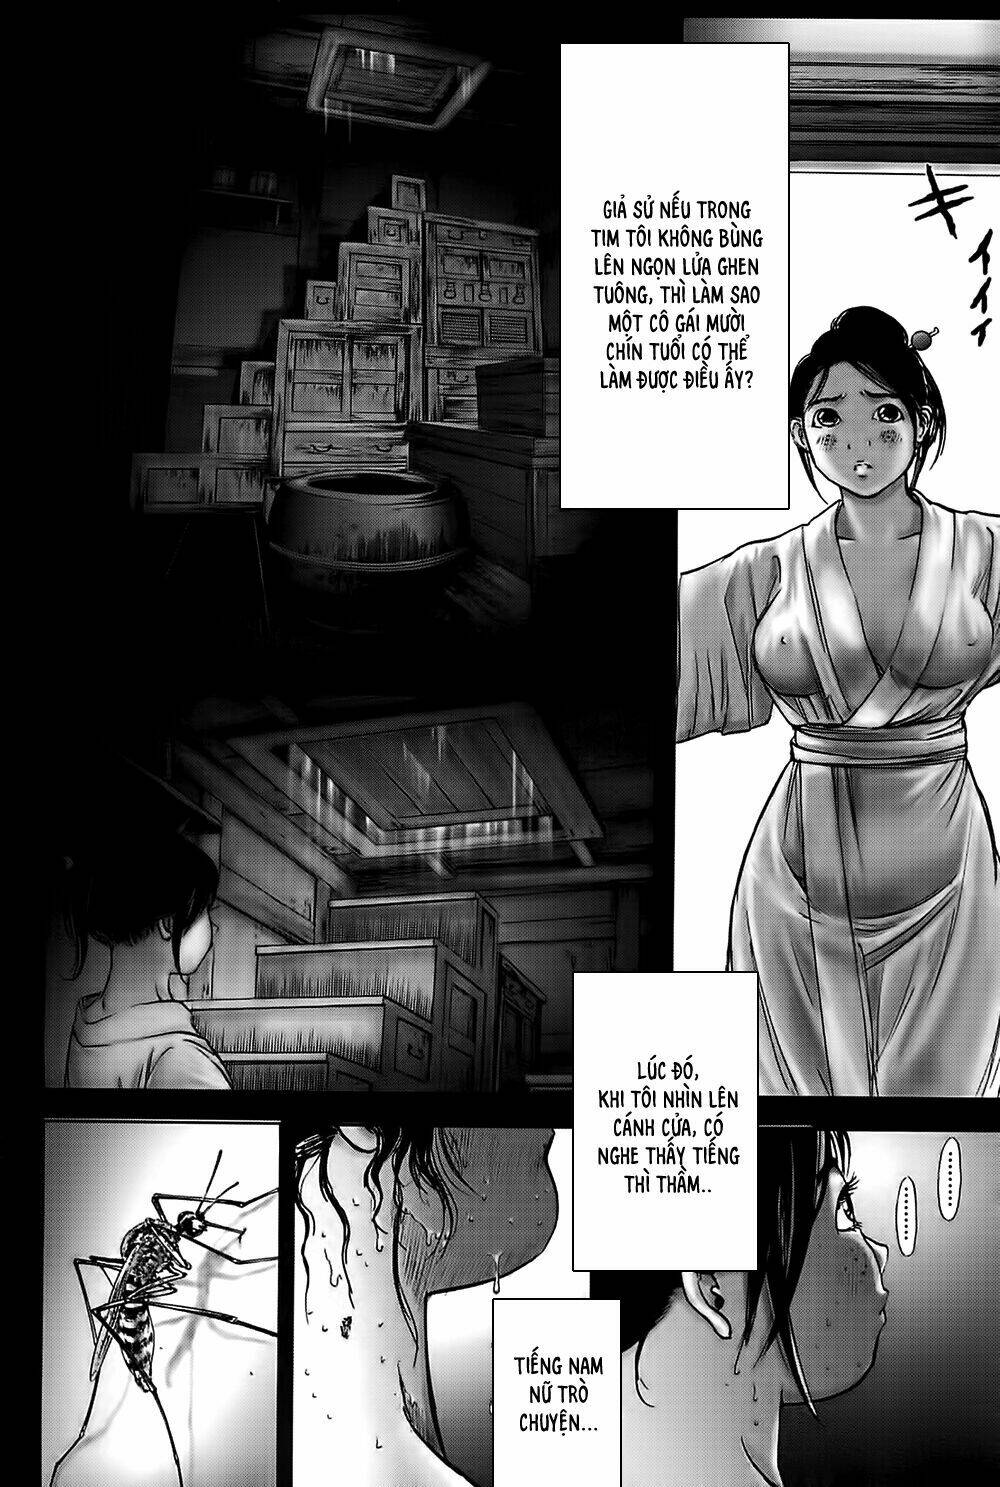 GIẢ SỬ NẾU TRONG
TIM TÔI KHÔNG BÙNG
LÊN NGỌN LỬA GHEN
TUÔNG, THÌ LÀM SAO
MỘT CÔ GÁI MƯỜI
CHÍN TUỔI CÓ THỂ
LÀM ĐƯỢC ĐIỀU ẤY?
ギイイイ
LÚC ĐÓ,
KHI TÔI NHÌN LÊN
CÁNH CỬA, CÓ
NGHE THẤY TIẾNG
THÌ THẦM..
………
………
TIẾNG NAM
NỮ TRÒ
CHUYỆN...